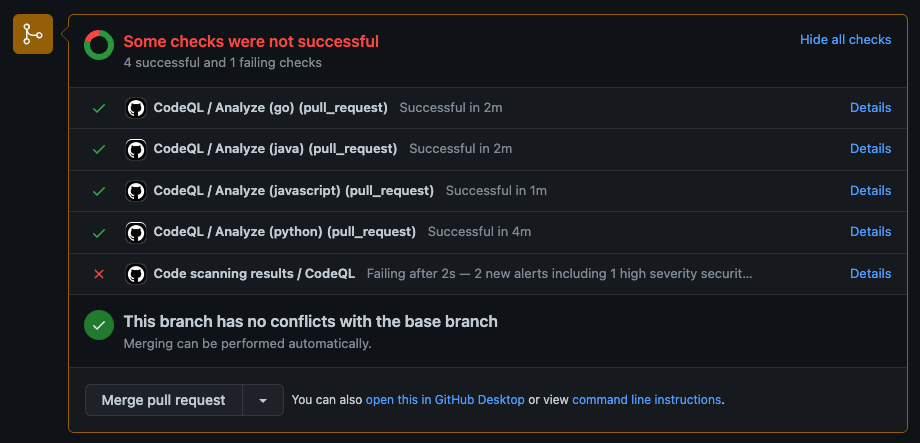 Some checks were not successful
Hide all checks
4 successful and 1 failing checks
CodeQL / Analyze (go) (pull_request) Successful in 2m Details
CodeQL / Analyze (java) (pull_request) Successful in 2m Details
CodeQL / Analyze (javascript) (pull_request) Successful in 1m Details
CodeQL / Analyze (python) (pull_request) Successful in 4m Details
Code scanning results / CodeQL Failing after 2s — 2 new alerts including 1 high severity securit... Details
This branch has no conflicts with the base branch
Merging can be performed automatically.
Merge pull request You can also open this in GitHub Desktop or view command line instructions.